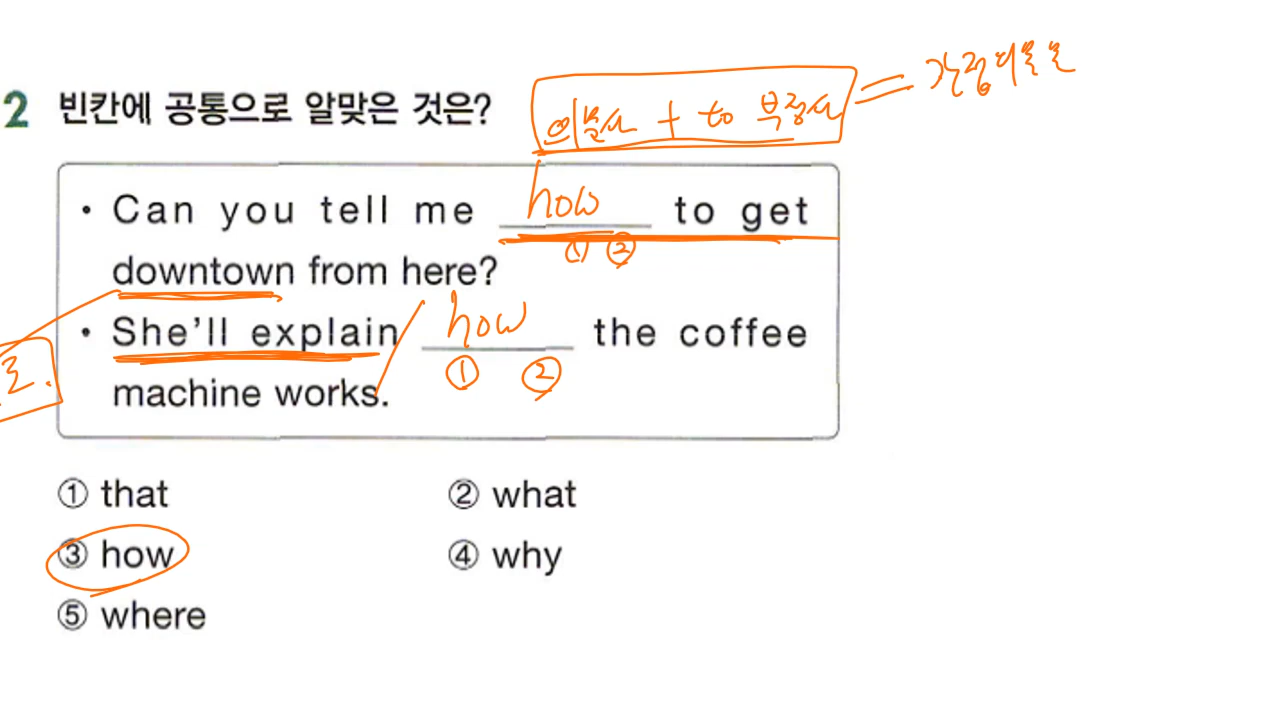 2 빈칸에 공통으로 알맞은 것은?
의문사 + to 부정사 = 간접의문문
• Can you tell me how to get
① ②
downtown from here?
• She'll explain how the coffee
① ②
machine works.
① that ② what
③ how ④ why
⑤ where